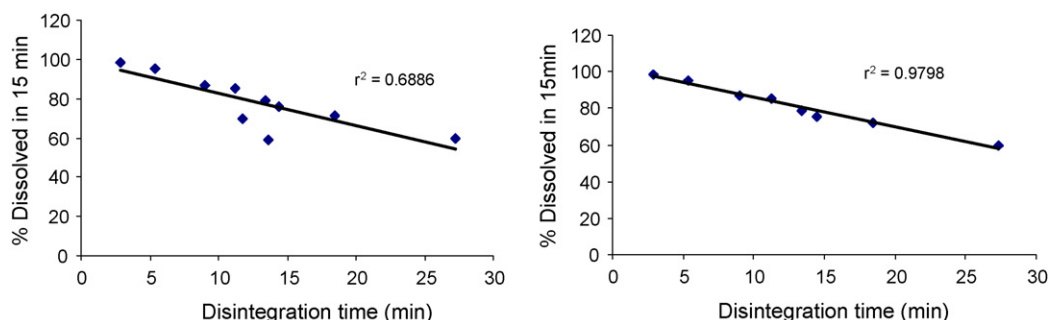 120
100
80
60
40
20
0
% Dissolved in 15 min
r² = 0.6886
0 5 10 15 20 25 30
Disintegration time (min)
120
100
80
60
40
20
0
% Dissolved in 15min
r² = 0.9798
0 5 10 15 20 25 30
Disintegration time (min)